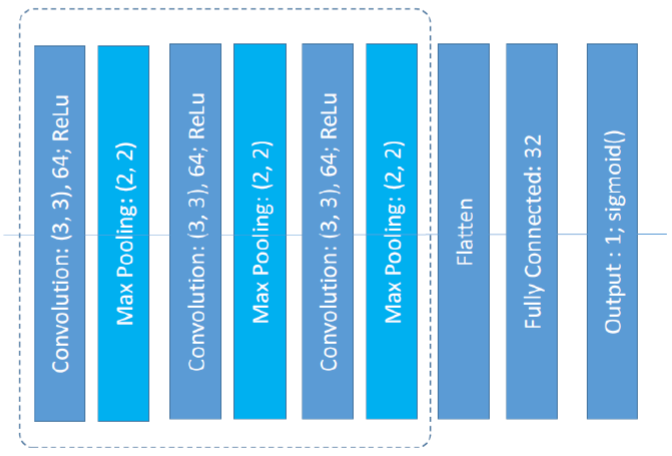 Convolution: (3, 3), 64; ReLu
Max Pooling: (2, 2)
Convolution: (3, 3), 64; ReLu
Max Pooling: (2, 2)
Convolution: (3, 3), 64; ReLu
Max Pooling: (2, 2)
Flatten
Fully Connected: 32
Output : 1; sigmoid()